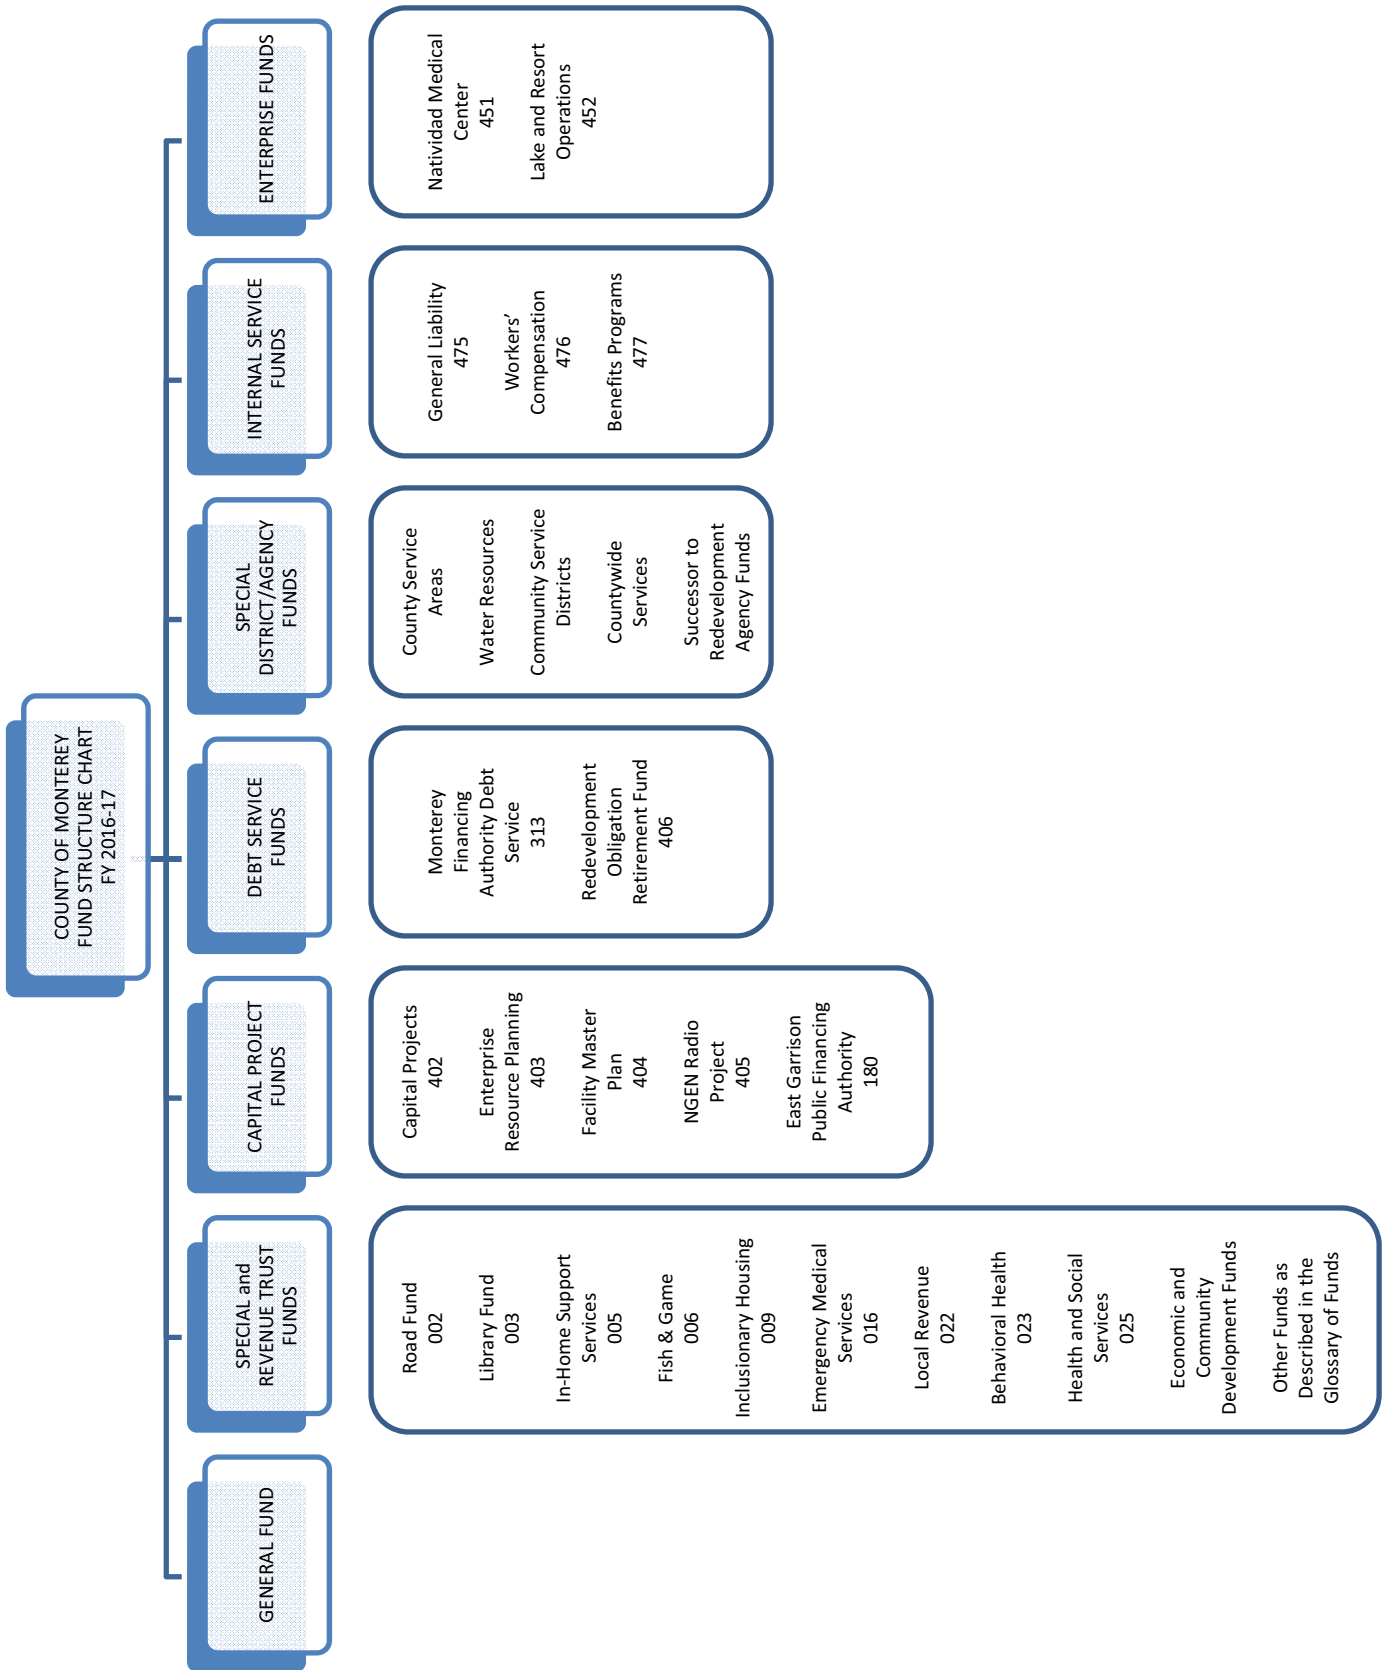 COUNTY OF MONTEREY
FUND STRUCTURE CHART
FY 2016-17
GENERAL FUND
SPECIAL and
REVENUE TRUST
FUNDS
Road Fund
002
Library Fund
003
In-Home Support
Services
005
Fish & Game
006
Inclusionary Housing
009
Emergency Medical
Services
016
Local Revenue
022
Behavioral Health
023
Health and Social
Services
025
Economic and
Community
Development Funds
Other Funds as
Described in the
Glossary of Funds
CAPITAL PROJECT
FUNDS
Capital Projects
402
Enterprise
Resource Planning
403
Facility Master
Plan
404
NGEN Radio
Project
405
East Garrison
Public Financing
Authority
180
DEBT SERVICE
FUNDS
Monterey
Financing
Authority Debt
Service
313
Redevelopment
Obligation
Retirement Fund
406
SPECIAL
DISTRICT/AGENCY
FUNDS
County Service
Areas
Water Resources
Community Service
Districts
Countywide
Services
Successor to
Redevelopment
Agency Funds
INTERNAL SERVICE
FUNDS
General Liability
475
Workers’
Compensation
476
Benefits Programs
477
ENTERPRISE FUNDS
Natividad Medical
Center
451
Lake and Resort
Operations
452